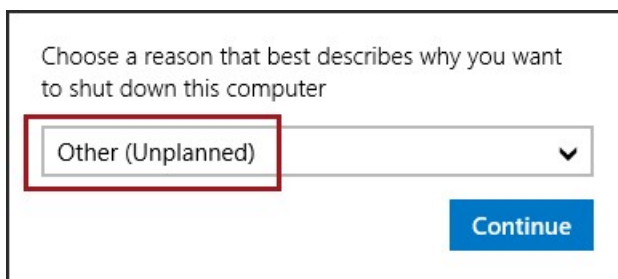 Choose a reason that best describes why you want
to shut down this computer
Other (Unplanned)
Continue